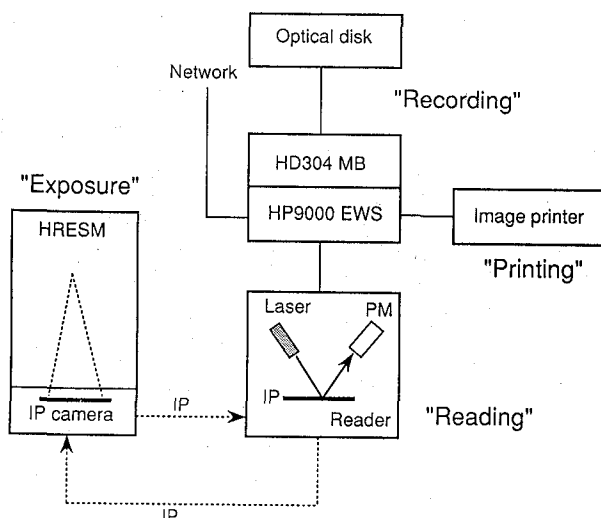 Optical disk
Network
"Recording"
HD304 MB
"Exposure"
HP9000 EWS
Image printer
HRESM
"Printing"
Laser
PM
IP
IP camera
IP
Reader
"Reading"
IP